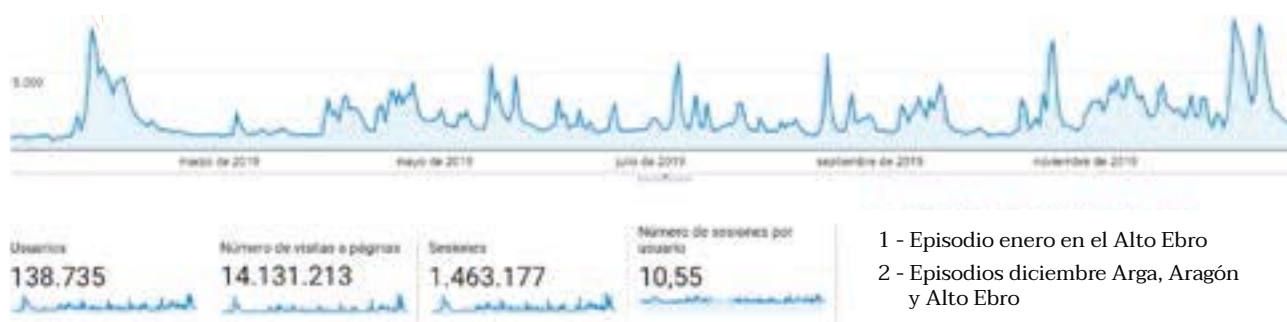 5.000
marzo de 2019
mayo de 2019
julio de 2019
septiembre de 2019
noviembre de 2019
Usuarios
138.735
Número de visitas a páginas
14.131.213
Sesiones
1.463.177
Número de sesiones por
usuario
10,55
1 - Episodio enero en el Alto Ebro
2 - Episodios diciembre Arga, Aragón
y Alto Ebro